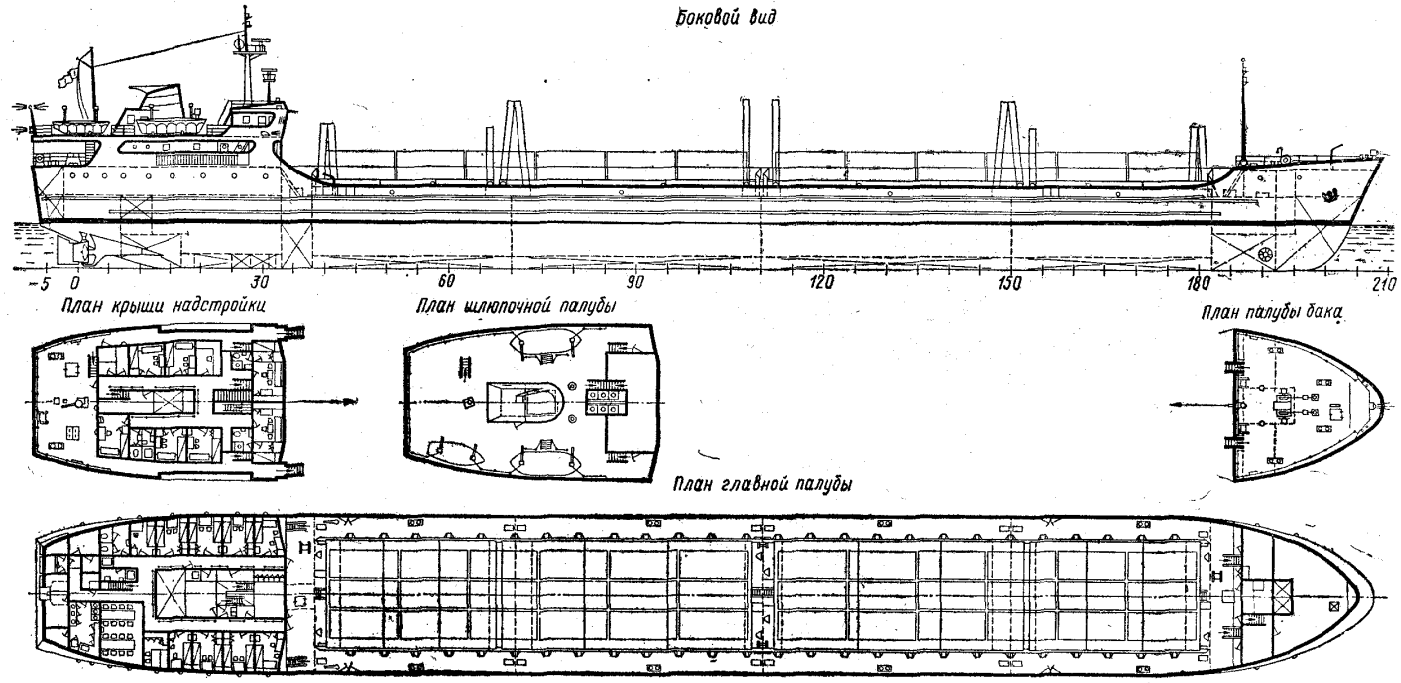 Боковой вид
-5 0 30 60 90 120 150 180 210
План крыши надстройки
План шлюпочной палубы
План палубы бака
План главной палубы